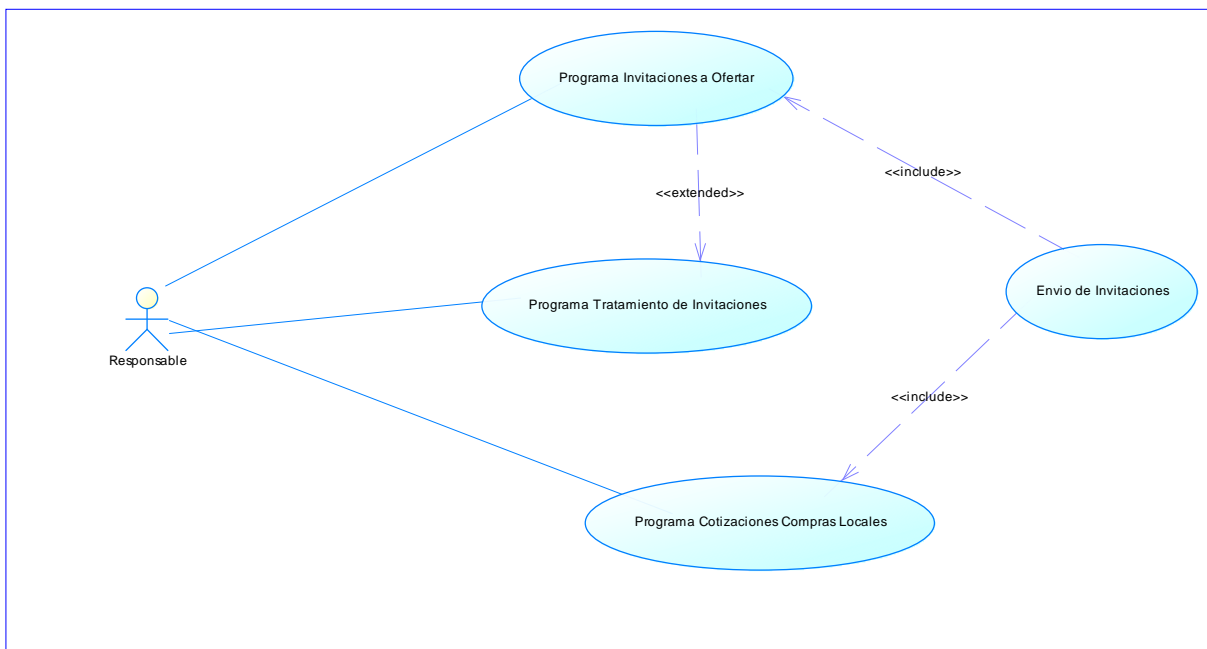 Programa Invitaciones a Ofertar
<<include>>
<<extended>>
Envio de Invitaciones
Programa Tratamiento de Invitaciones
Responsable
<<include>>
Programa Cotizaciones Compras Locales